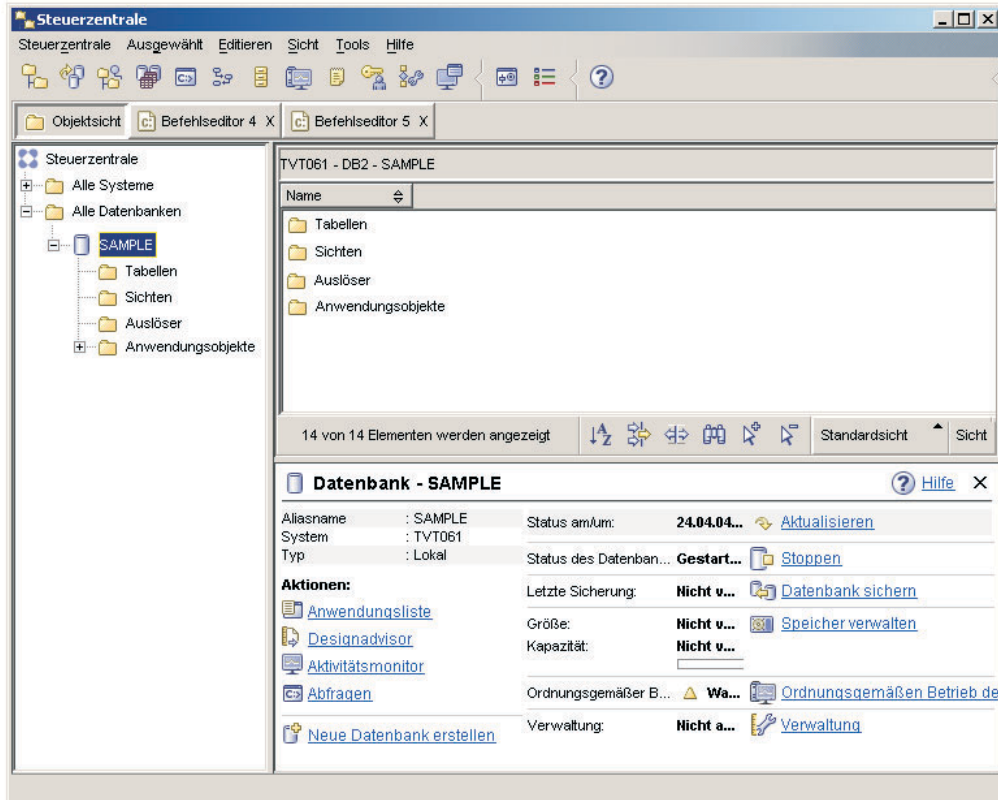 Steuerzentrale
Steuerzentrale Ausgewählt Editieren Sicht Tools Hilfe
Objektsicht Befehlseditor 4 X Befehlseditor 5 X
Steuerzentrale
Alle Systeme
Alle Datenbanken
SAMPLE
Tabellen
Sichten
Auslöser
Anwendungsobjekte
TVT061 - DB2 - SAMPLE
Name
Tabellen
Sichten
Auslöser
Anwendungsobjekte
14 von 14 Elementen werden angezeigt Standardsicht Sicht
Datenbank - SAMPLE Hilfe X
Aliasname : SAMPLE
System : TVT061
Typ : Lokal
Aktionen:
Anwendungsliste
Designadvisor
Aktivitätsmonitor
Abfragen
Neue Datenbank erstellen
Status am/um: 24.04.04... Aktualisieren
Status des Datenban... Gestart... Stoppen
Letzte Sicherung: Nicht v... Datenbank sichern
Größe: Nicht v... Speicher verwalten
Kapazität: Nicht v...
Ordnungsgemäßer B... Wa... Ordnungsgemäßen Betrieb de
Verwaltung: Nicht a... Verwaltung